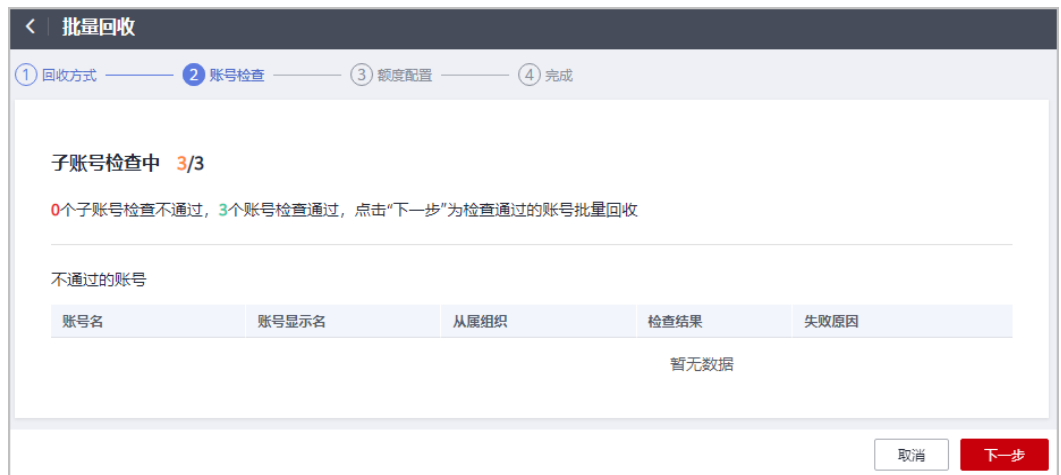 批量回收
1 回收方式 2 账号检查 3 额度配置 4 完成
子账号检查中 3/3
0个子账号检查不通过，3个账号检查通过，点击“下一步”为检查通过的账号批量回收
不通过的账号
账号名 账号显示名 从属组织 检查结果 失败原因
暂无数据
取消 下一步